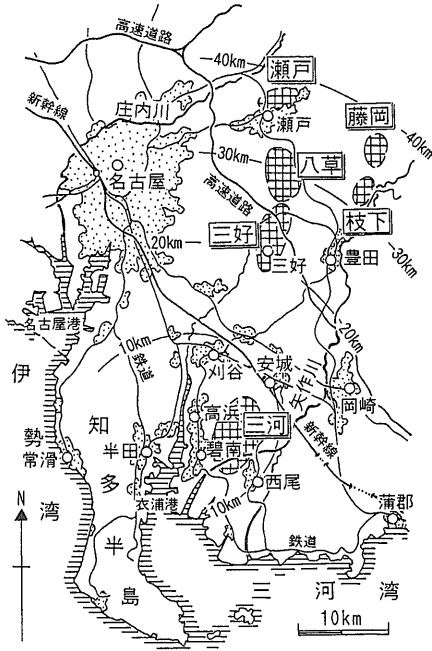 高速道路
40km
瀬戸
新幹線
庄内川
瀬戸
藤岡
40km
30km
八草
名古屋
高速道路
20km
三好
三好
枝下
30km
豊田
名古屋港
0km
鉄道
20km
伊勢湾
刈谷
安城
矢作川
岡崎
高浜
三河
新幹線
知多半島
半田
碧南
常滑
西尾
衣浦港
10km
蒲郡
N
鉄道
三河湾
10km